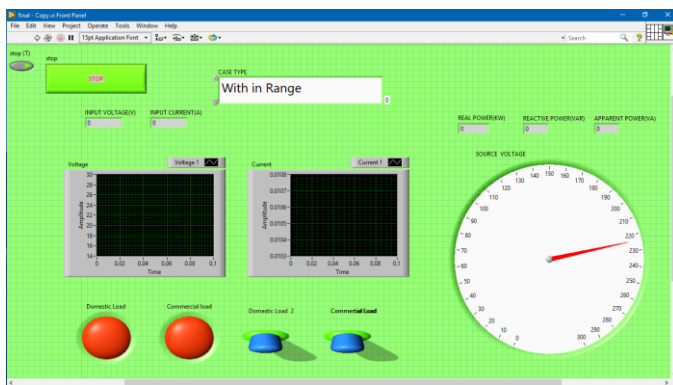 final - Copy.vi Front Panel
File Edit View Project Operate Tools Window Help
15pt Application Font
Search
stop (T)
stop
STOP
CASE TYPE
With in Range
0
INPUT VOLTAGE(V) INPUT CURRENT(A)
0 0
REAL POWER(KW) REACTIVE POWER(VAR) APPARENT POWER(VA)
0 0 0
Voltage Voltage 1
Amplitude
30
28
26
24
22
20
18
16
14
0 0.02 0.04 0.06 0.08 0.1
Time
Current Current 1
Amplitude
0.0108
0.0107
0.0106
0.0105
0.0104
0.0103
0 0.02 0.04 0.06 0.08 0.1
Time
SOURCE VOLTAGE
0 10 20 30 40 50 60 70 80 90 100 110 120 130 140 150 160 170 180 190 200 210 220 230 240 250 260 270 280 290 300
Domestic Load
Commercial load
Domestic Load 2